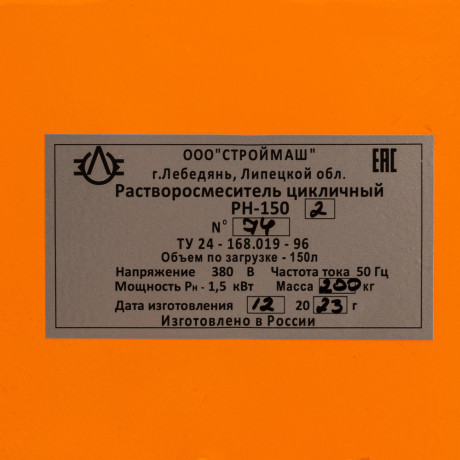 ООО"СТРОЙМАШ"
ЕАС
г.Лебедянь, Липецкой обл.
Растворосмеситель цикличный
РН-150 2
N° 74
ТУ 24 - 168.019 - 96
Объем по загрузке - 150л
Напряжение 380 В Частота тока 50 Гц
Мощность Рн - 1,5 кВт Масса 200 кг
Дата изготовления 12 20 23 г
Изготовлено в России